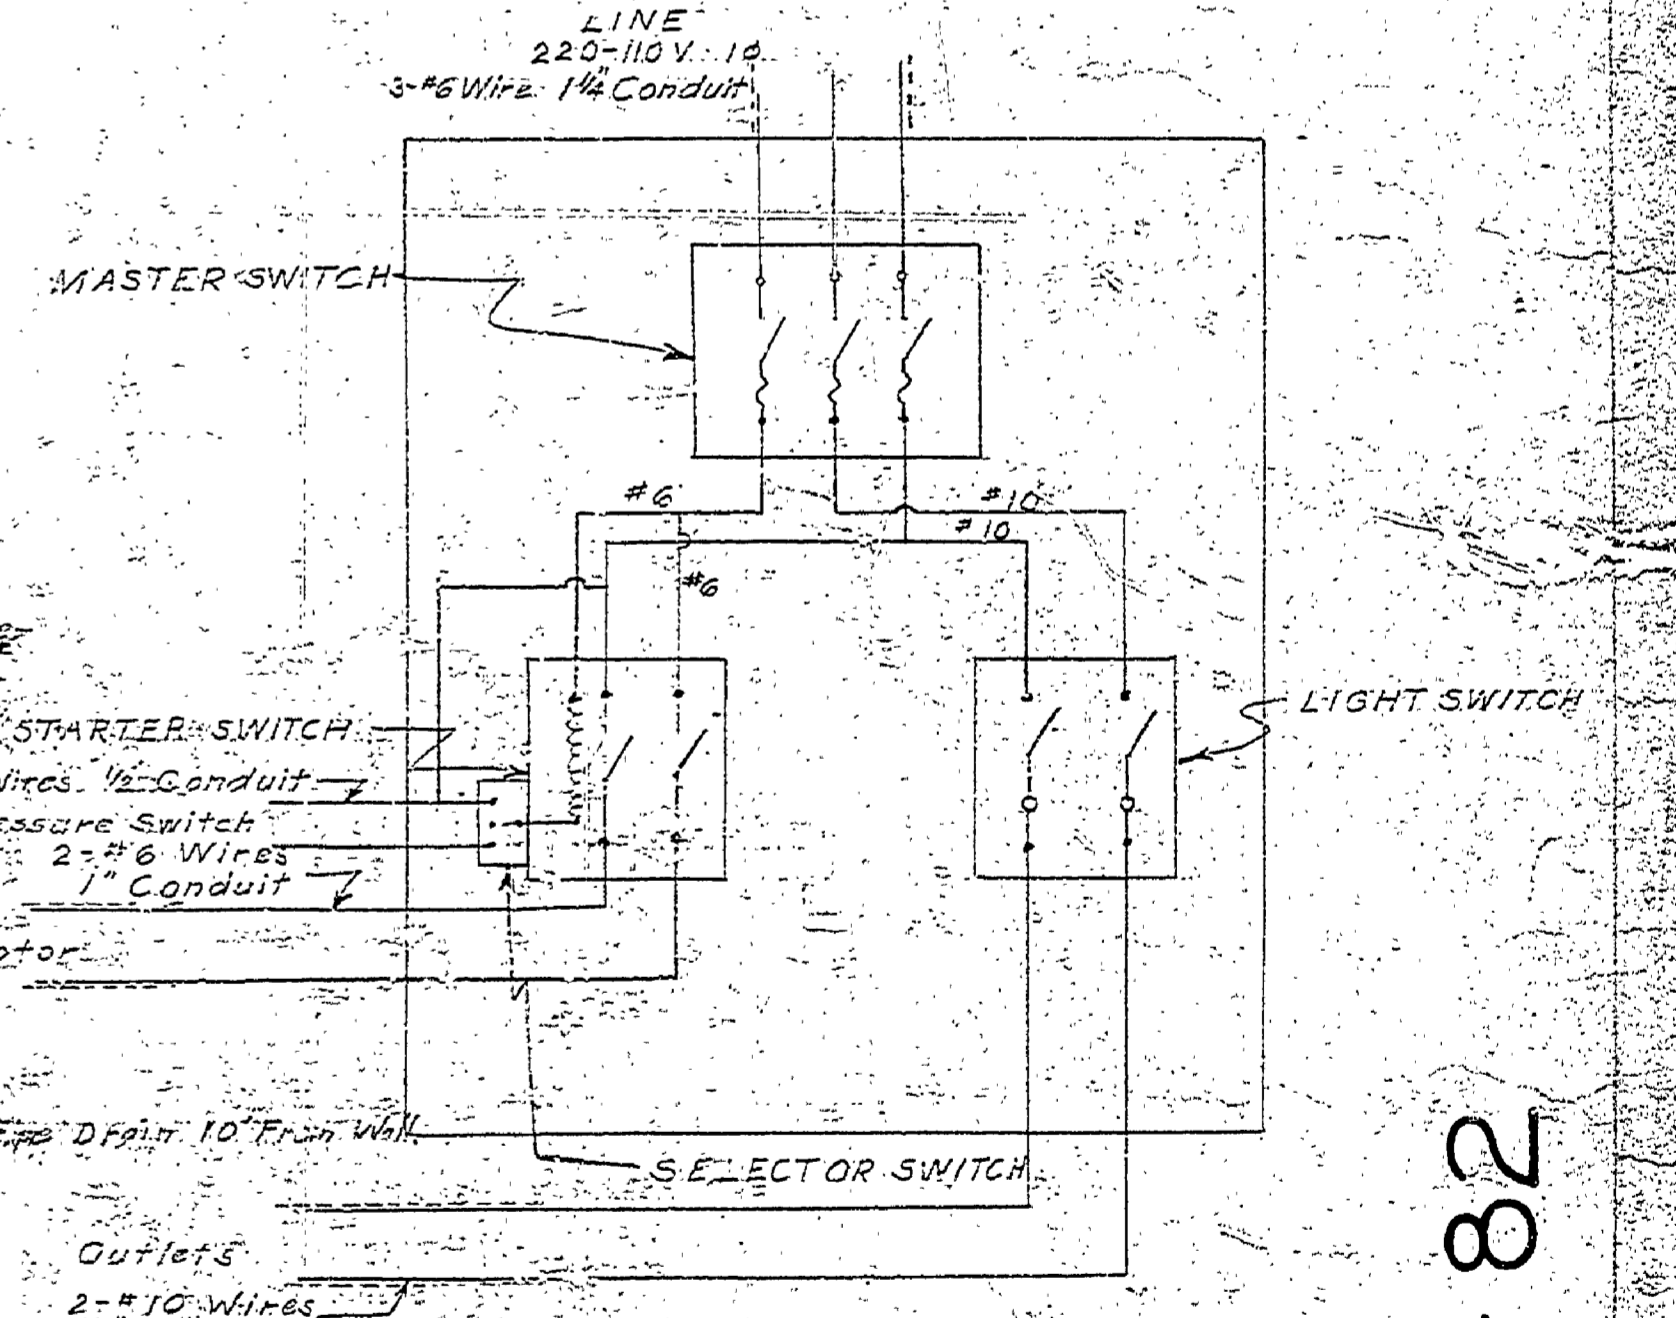 LINE
220-110 V. 1φ
3-#6 Wire 1 1/4" Conduit
MASTER SWITCH
#6
#10
#10
#6
STARTER SWITCH
LIGHT SWITCH
Wires 1/2 Conduit
Switch
2-#6 Wires
1" Conduit
Drain 10' From Wall
SELECTOR SWITCH
Outlets
2-#10 Wires
82